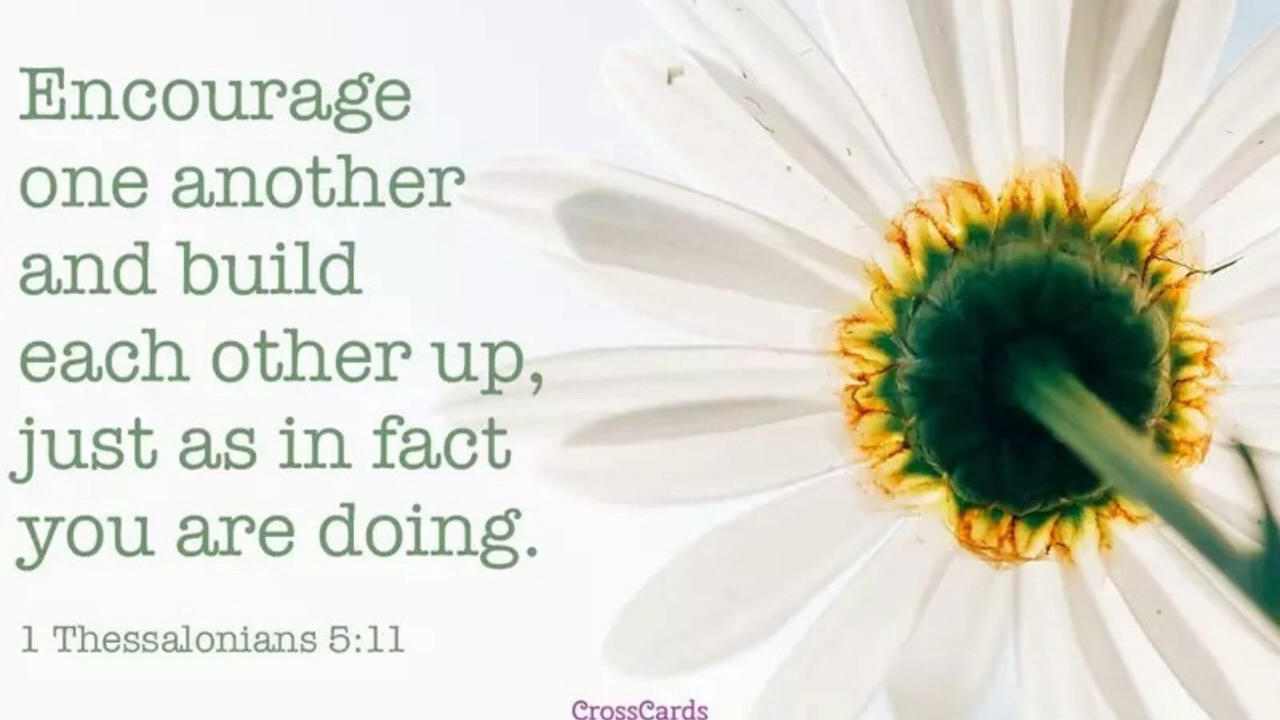 Encourage
one another
and build
each other up,
just as in fact
you are doing.
1 Thessalonians 5:11
CrossCards